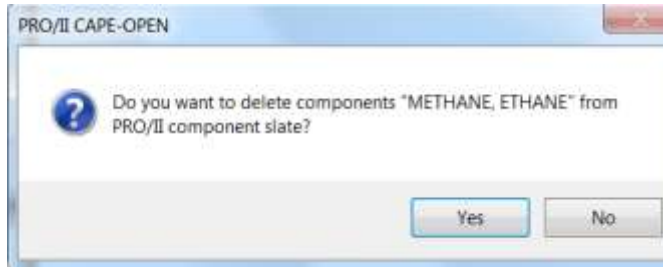 PRO/II CAPE-OPEN
Do you want to delete components "METHANE, ETHANE" from
PRO/II component slate?
Yes
No